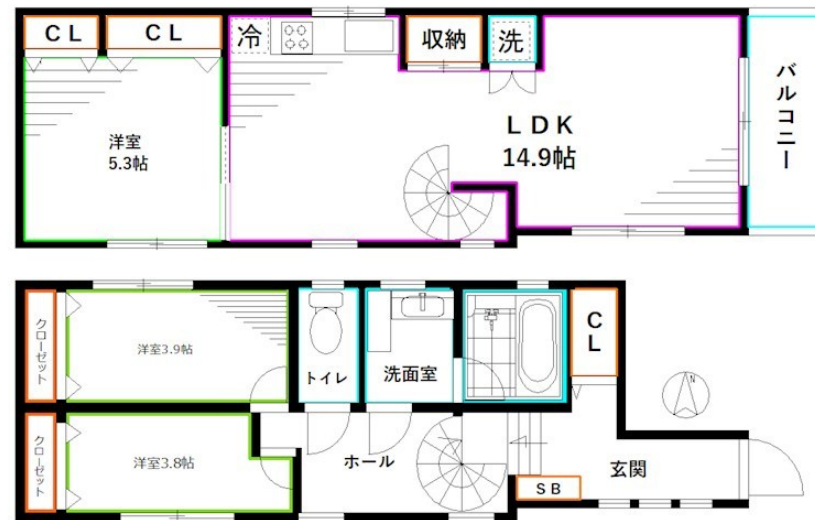 CL
CL
冷
収納
洗
バルコニー
洋室
5.3帖
LDK
14.9帖
クローゼット
洋室3.9帖
トイレ
洗面室
CL
N
クローゼット
洋室3.8帖
ホール
玄関
SB